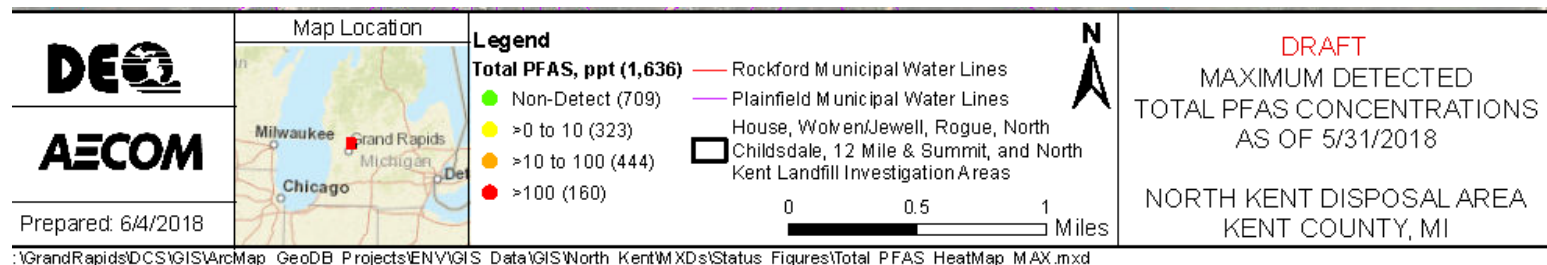 DEQ
AECOM
Prepared: 6/4/2018
Map Location
Milwaukee
Grand Rapids
Michigan
Chicago
Det
Legend
Total PFAS, ppt (1,636)
Non-Detect (709)
>0 to 10 (323)
>10 to 100 (444)
>100 (160)
Rockford Municipal Water Lines
Plainfield Municipal Water Lines
House, Wolven/Jewell, Rogue, North
Childsdale, 12 Mile & Summit, and North
Kent Landfill Investigation Areas
N
0 0.5 1
Miles
DRAFT
MAXIMUM DETECTED
TOTAL PFAS CONCENTRATIONS
AS OF 5/31/2018
NORTH KENT DISPOSAL AREA
KENT COUNTY, MI
:\GrandRapids\DCS\GIS\ArcMap_GeoDB_Projects\ENV\GIS_Data\GIS\North_Kent\MXDs\Status_Figures\Total_PFAS_HeatMap_MAX.mxd